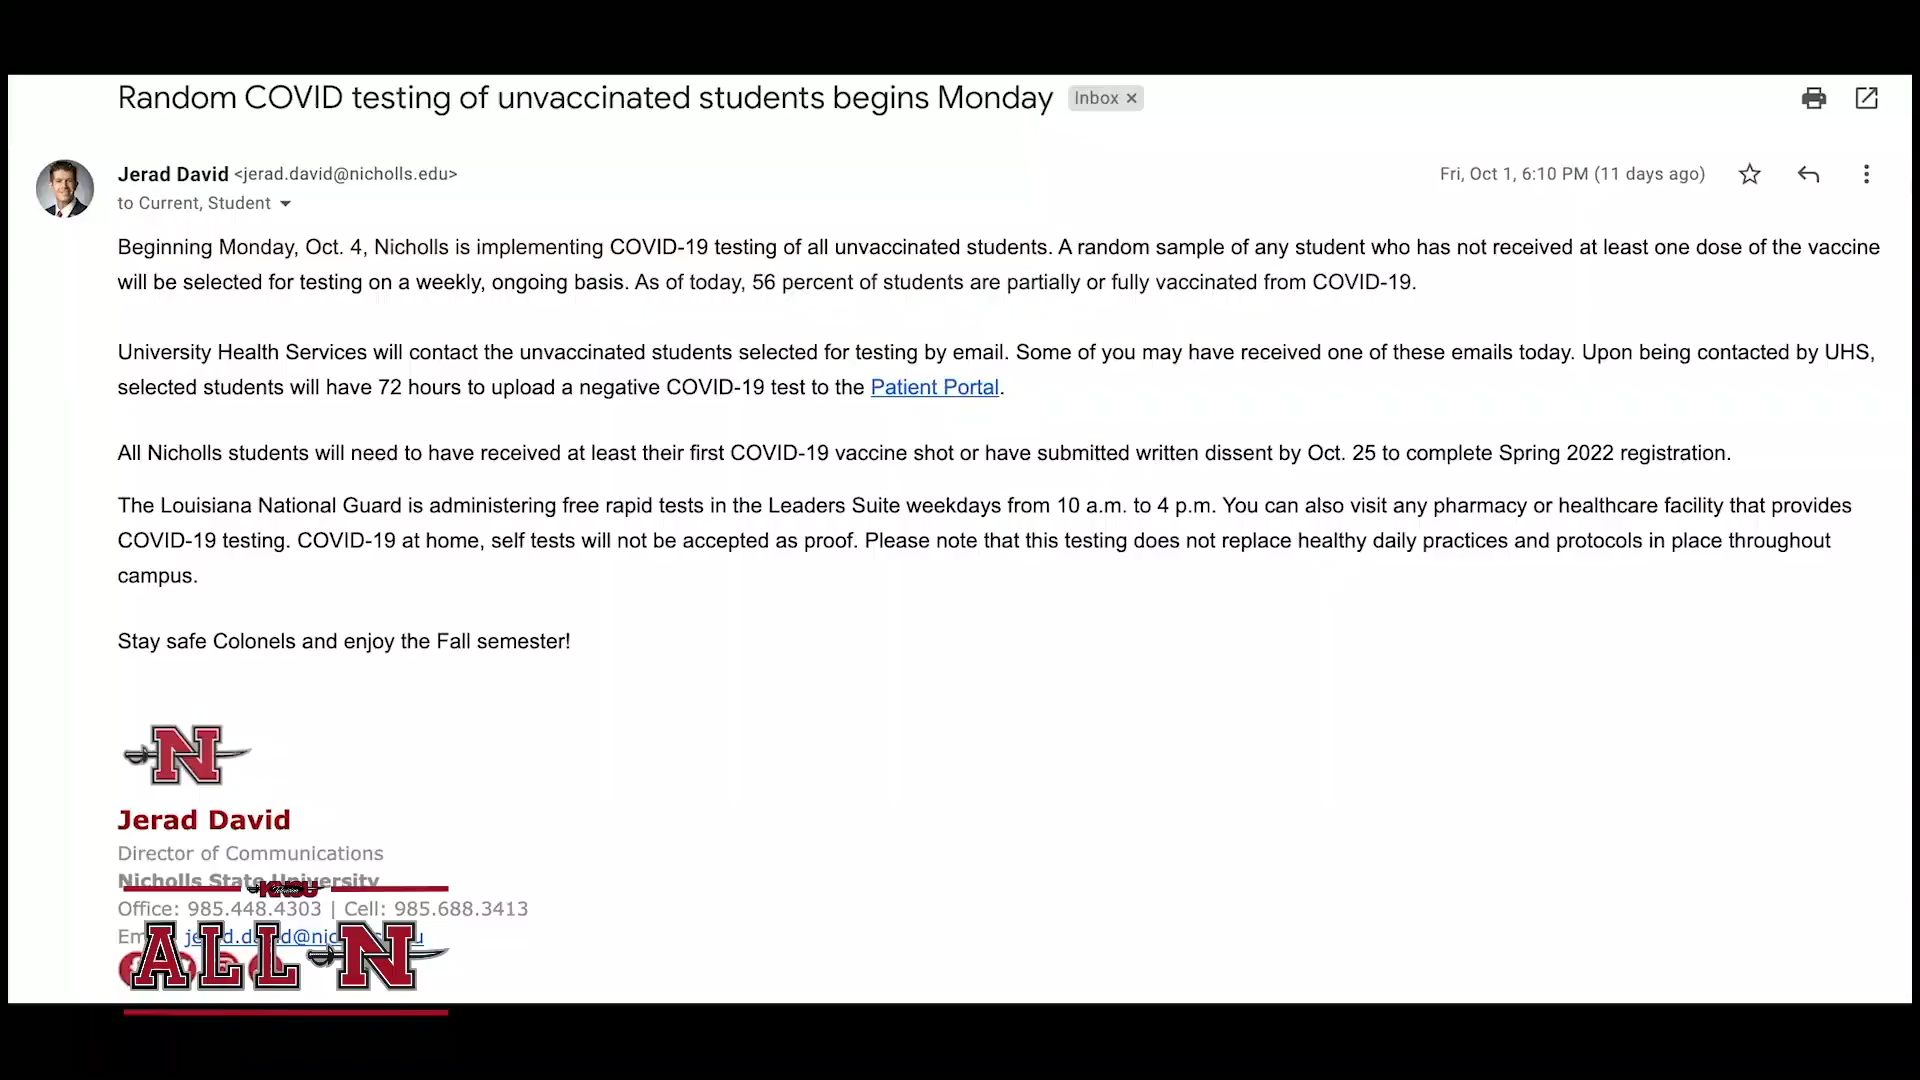 Random COVID testing of unvaccinated students begins Monday Inbox ×
Jerad David <jerad.david@nicholls.edu> Fri, Oct 1, 6:10 PM (11 days ago)
to Current, Student
Beginning Monday, Oct. 4, Nicholls is implementing COVID-19 testing of all unvaccinated students. A random sample of any student who has not received at least one dose of the vaccine
will be selected for testing on a weekly, ongoing basis. As of today, 56 percent of students are partially or fully vaccinated from COVID-19.
University Health Services will contact the unvaccinated students selected for testing by email. Some of you may have received one of these emails today. Upon being contacted by UHS,
selected students will have 72 hours to upload a negative COVID-19 test to the Patient Portal.
All Nicholls students will need to have received at least their first COVID-19 vaccine shot or have submitted written dissent by Oct. 25 to complete Spring 2022 registration.
The Louisiana National Guard is administering free rapid tests in the Leaders Suite weekdays from 10 a.m. to 4 p.m. You can also visit any pharmacy or healthcare facility that provides
COVID-19 testing. COVID-19 at home, self tests will not be accepted as proof. Please note that this testing does not replace healthy daily practices and protocols in place throughout
campus.
Stay safe Colonels and enjoy the Fall semester!
N
Jerad David
Director of Communications
Nicholls State University
KNSU
Office: 985.448.4303 | Cell: 985.688.3413
ALL N